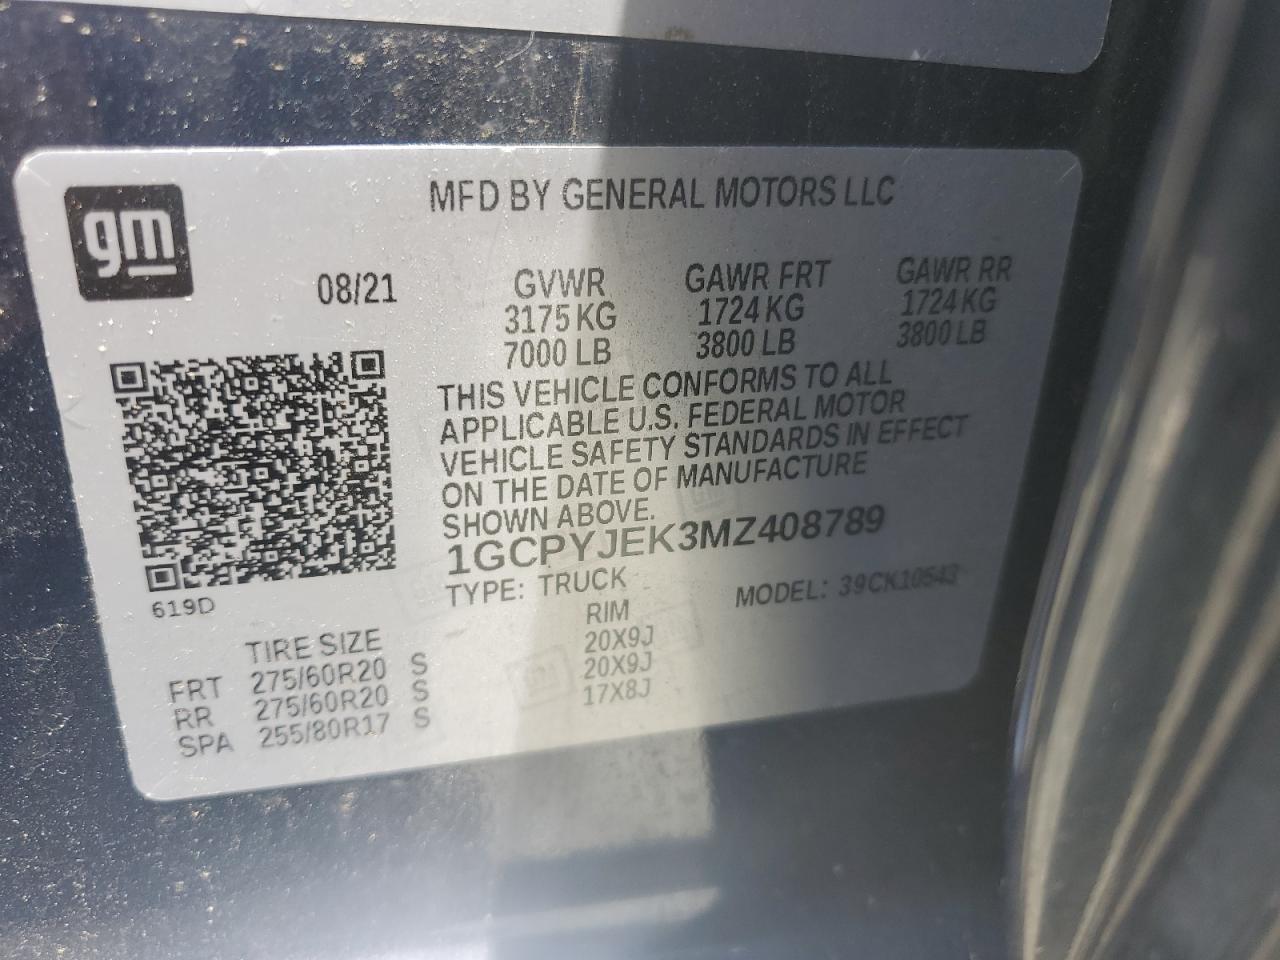 gm
MFD BY GENERAL MOTORS LLC
08/21 GVWR GAWR FRT GAWR RR
3175 KG 1724 KG 1724 KG
7000 LB 3800 LB 3800 LB
THIS VEHICLE CONFORMS TO ALL
APPLICABLE U.S. FEDERAL MOTOR
VEHICLE SAFETY STANDARDS IN EFFECT
ON THE DATE OF MANUFACTURE
SHOWN ABOVE.
1GCPYJEK3MZ408789
TYPE: TRUCK MODEL: 39CK10543
619D
TIRE SIZE RIM
FRT 275/60R20 S 20X9J
RR 275/60R20 S 20X9J
SPA 255/80R17 S 17X8J